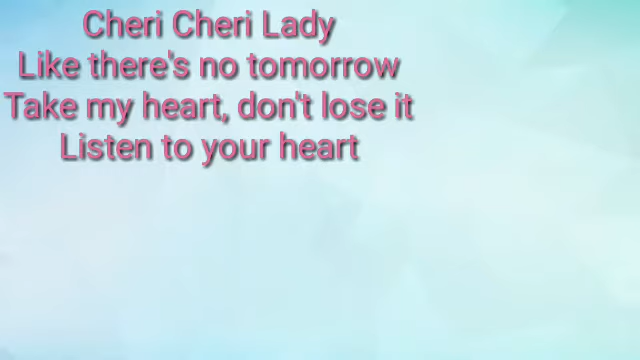 Cheri Cheri Lady
Like there's no tomorrow
Take my heart, don't lose it
Listen to your heart